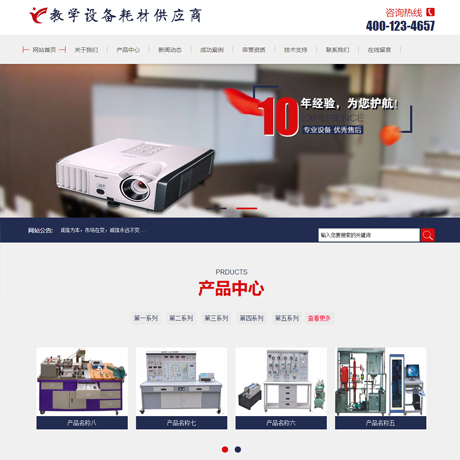 教学设备耗材供应商
咨询热线
400-123-4657
网站首页 关于我们 产品中心 新闻动态 成功案例 荣誉资质 技术支持 联系我们 在线留言
10年经验，为您护航！
EXPERIENCE
专业设备 优秀售后
网站公告： 诚信为本：市场在变，诚信永远不变...
输入您要搜索的关键词
PRDUCTS
产品中心
第一系列 第二系列 第三系列 第四系列 第五系列 查看更多
产品名称八 产品名称七 产品名称六 产品名称五